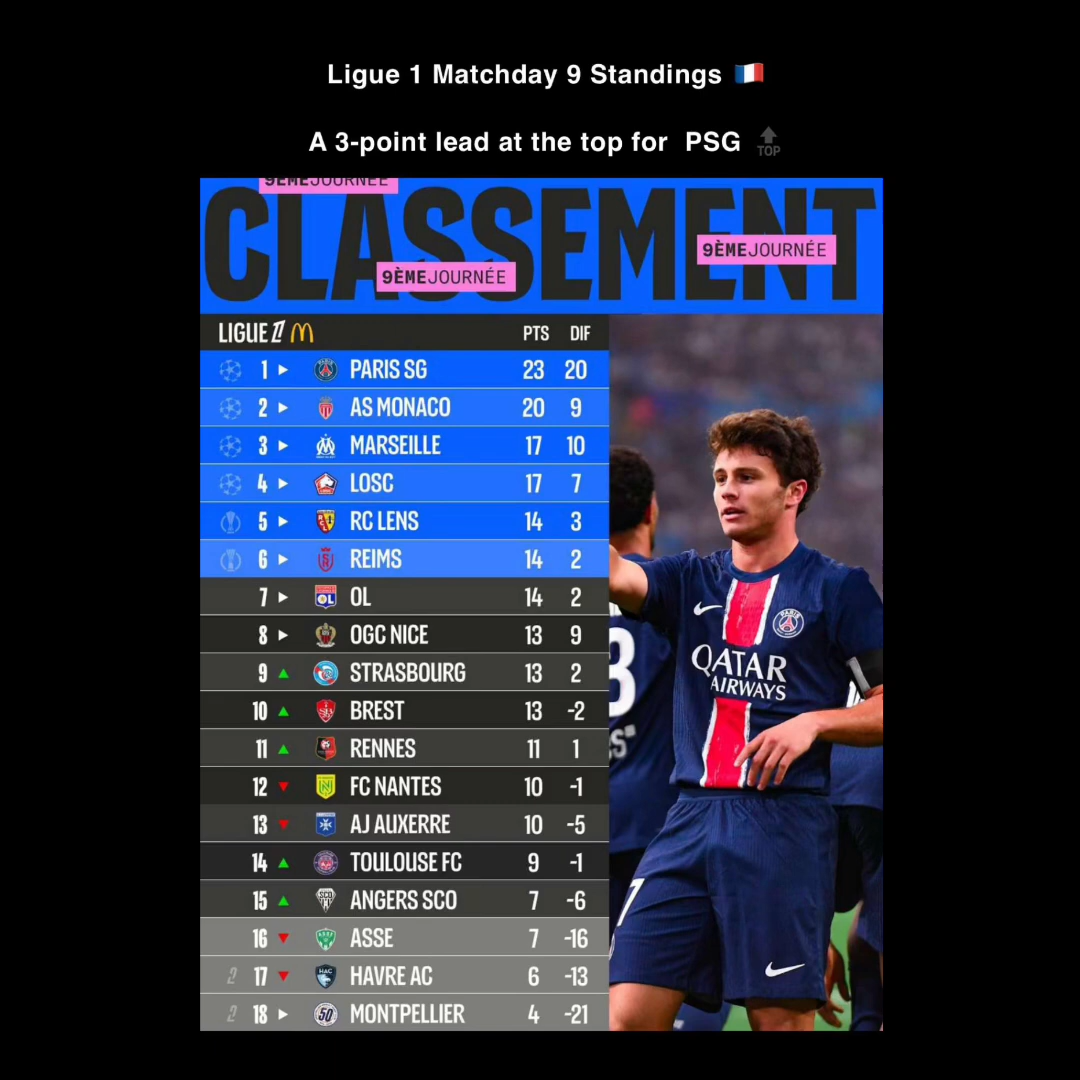 Ligue 1 Matchday 9 Standings 🇫🇷
A 3-point lead at the top for PSG 🔝
9ÈMEJOURNÉE
CLASSEMENT
9ÈMEJOURNÉE
9ÈMEJOURNÉE
LIGUE 1 PTS DIF
1 PARIS SG 23 20
2 AS MONACO 20 9
3 MARSEILLE 17 10
4 LOSC 17 7
5 RC LENS 14 3
6 REIMS 14 2
7 OL 14 2
8 OGC NICE 13 9
9 STRASBOURG 13 2
10 BREST 13 -2
11 RENNES 11 1
12 FC NANTES 10 -1
13 AJ AUXERRE 10 -5
14 TOULOUSE FC 9 -1
15 ANGERS SCO 7 -6
16 ASSE 7 -16
2 17 HAVRE AC 6 -13
2 18 MONTPELLIER 4 -21
PARIS
QATAR
AIRWAYS